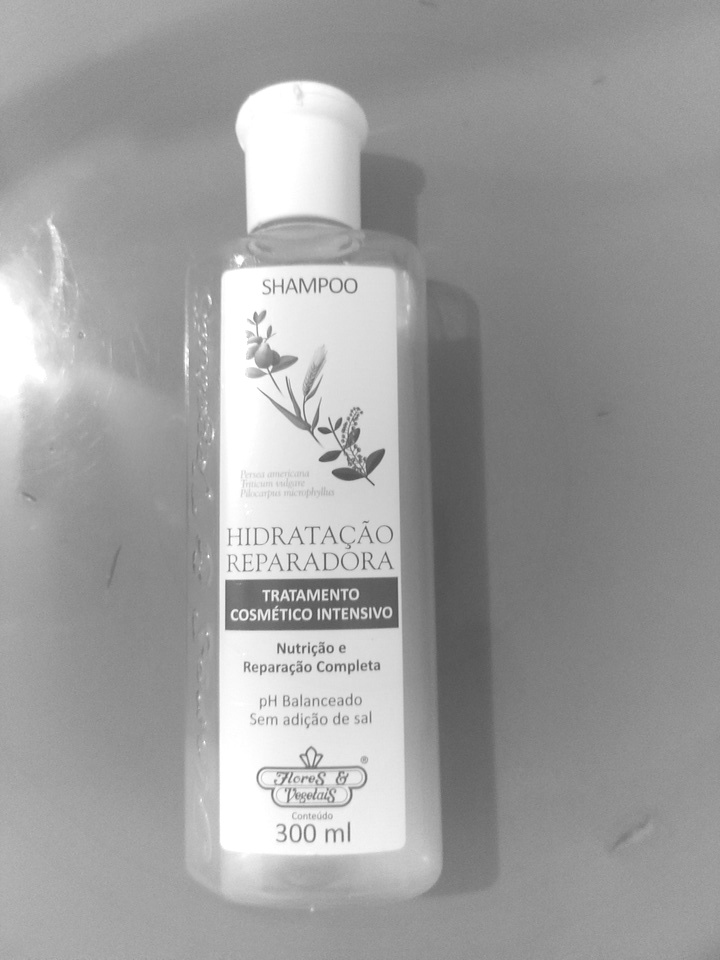 SHAMPOO
Persea americana
Triticum vulgare
Pilocarpus microphyllus
HIDRATAÇÃO
REPARADORA
TRATAMENTO
COSMÉTICO INTENSIVO
Nutrição e
Reparação Completa
pH Balanceado
Sem adição de sal
®
Flores &
Vegetais
Conteúdo
300 ml